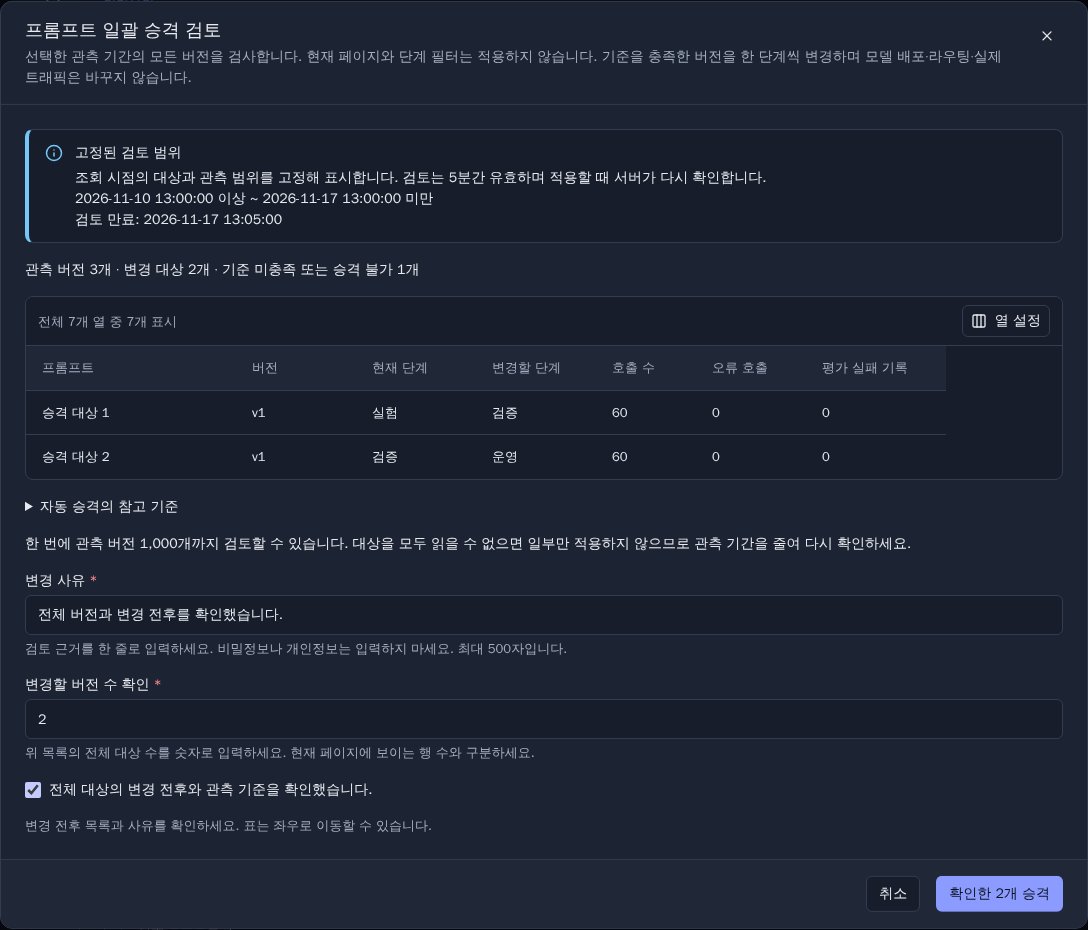 프롬프트 일괄 승격 검토
선택한 관측 기간의 모든 버전을 검사합니다. 현재 페이지와 단계 필터는 적용하지 않습니다. 기준을 충족한 버전을 한 단계씩 변경하며 모델 배포·라우팅·실제
트래픽은 바꾸지 않습니다.
고정된 검토 범위
조회 시점의 대상과 관측 범위를 고정해 표시합니다. 검토는 5분간 유효하며 적용할 때 서버가 다시 확인합니다.
2026-11-10 13:00:00 이상 ~ 2026-11-17 13:00:00 미만
검토 만료: 2026-11-17 13:05:00
관측 버전 3개 · 변경 대상 2개 · 기준 미충족 또는 승격 불가 1개
전체 7개 열 중 7개 표시 열 설정
프롬프트 버전 현재 단계 변경할 단계 호출 수 오류 호출 평가 실패 기록
승격 대상 1 v1 실험 검증 60 0 0
승격 대상 2 v1 검증 운영 60 0 0
▶ 자동 승격의 참고 기준
한 번에 관측 버전 1,000개까지 검토할 수 있습니다. 대상을 모두 읽을 수 없으면 일부만 적용하지 않으므로 관측 기간을 줄여 다시 확인하세요.
변경 사유 *
전체 버전과 변경 전후를 확인했습니다.
검토 근거를 한 줄로 입력하세요. 비밀정보나 개인정보는 입력하지 마세요. 최대 500자입니다.
변경할 버전 수 확인 *
2
위 목록의 전체 대상 수를 숫자로 입력하세요. 현재 페이지에 보이는 행 수와 구분하세요.
전체 대상의 변경 전후와 관측 기준을 확인했습니다.
변경 전후 목록과 사유를 확인하세요. 표는 좌우로 이동할 수 있습니다.
취소 확인한 2개 승격